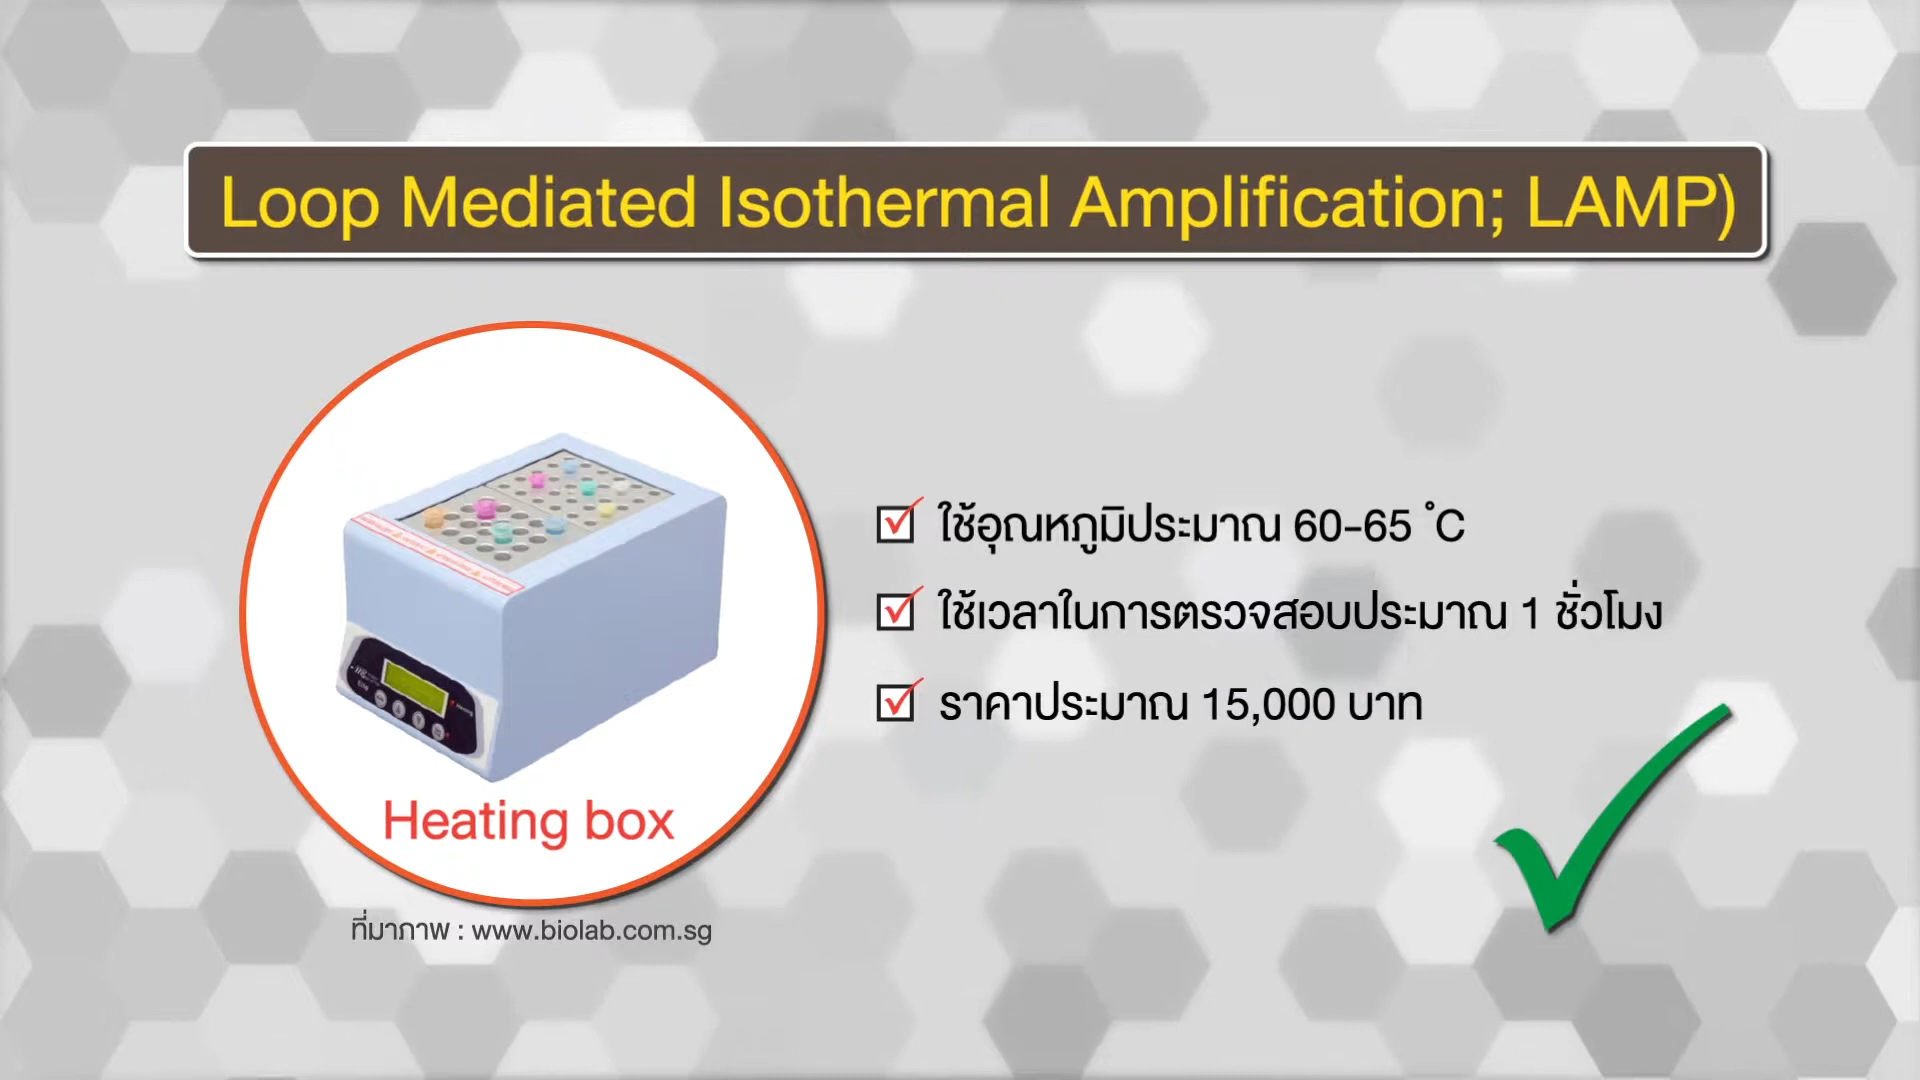 Loop Mediated Isothermal Amplification; LAMP)
ใช้อุณหภูมิประมาณ 60-65 ˚C
ใช้เวลาในการตรวจสอบประมาณ 1 ชั่วโมง
ราคาประมาณ 15,000 บาท
Heating box
ที่มาภาพ : www.biolab.com.sg